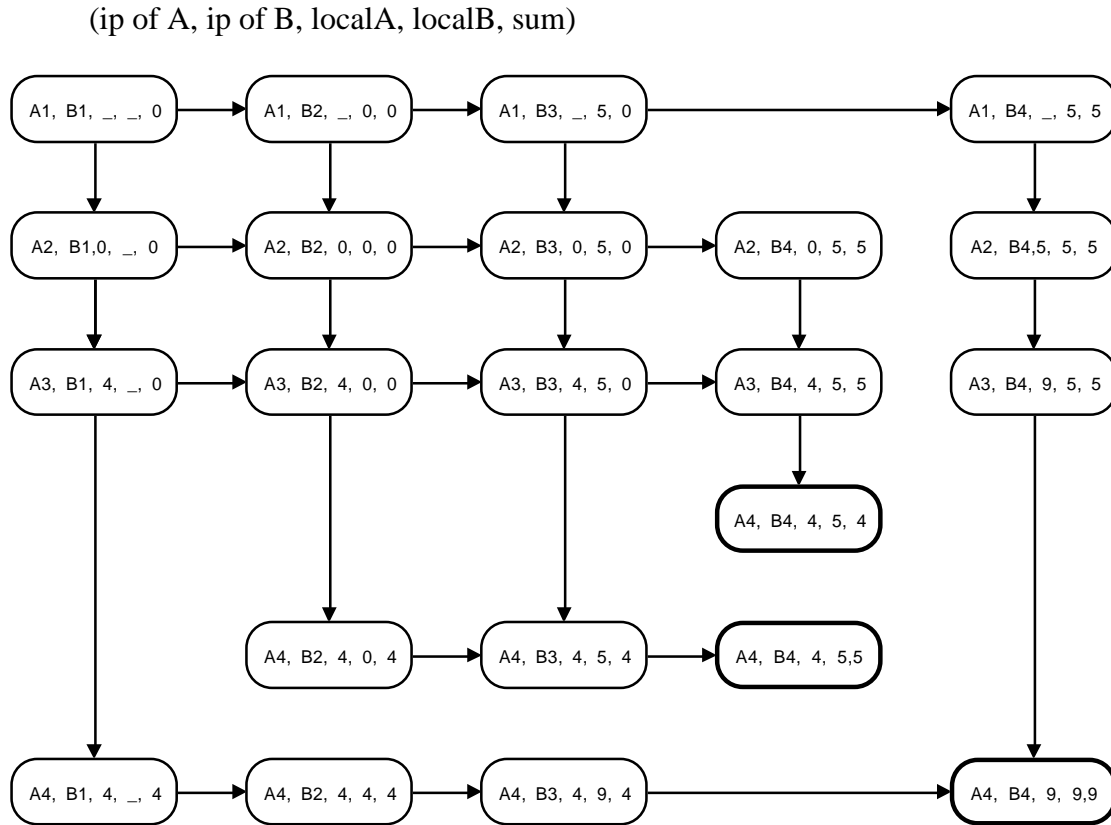 (ip of A, ip of B, localA, localB, sum)
A1, B1, _, _, 0
A1, B2, _, 0, 0
A1, B3, _, 5, 0
A1, B4, _, 5, 5
A2, B1,0, _, 0
A2, B2, 0, 0, 0
A2, B3, 0, 5, 0
A2, B4, 0, 5, 5
A2, B4,5, 5, 5
A3, B1, 4, _, 0
A3, B2, 4, 0, 0
A3, B3, 4, 5, 0
A3, B4, 4, 5, 5
A3, B4, 9, 5, 5
A4, B4, 4, 5, 4
A4, B2, 4, 0, 4
A4, B3, 4, 5, 4
A4, B4, 4, 5,5
A4, B1, 4, _, 4
A4, B2, 4, 4, 4
A4, B3, 4, 9, 4
A4, B4, 9, 9,9